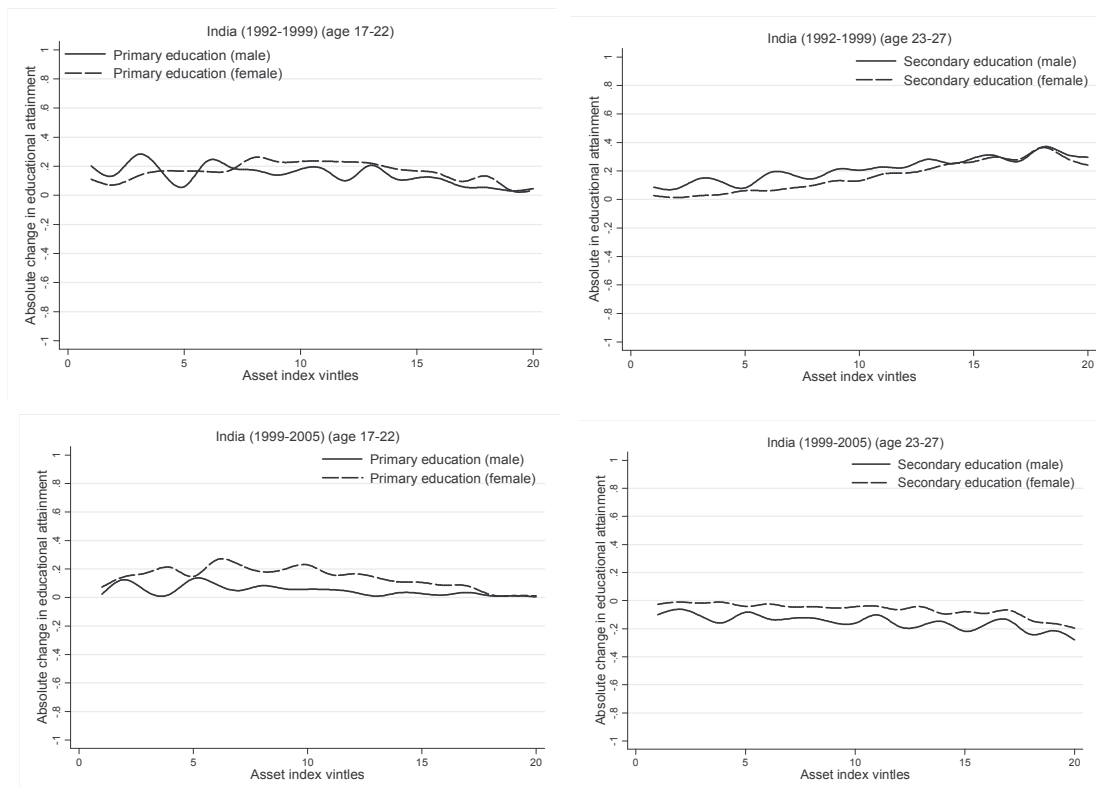 India (1992-1999) (age 17-22)
Primary education (male)
Primary education (female)
Absolute change in educational attainment
1
.8
.6
.4
.2
0
-.2
-.4
-.6
-.8
-1
0 5 10 15 20
Asset index vintles
India (1992-1999) (age 23-27)
Secondary education (male)
Secondary education (female)
Absolute in educational attainment
1
.8
.6
.4
.2
0
-.2
-.4
-.6
-.8
-1
0 5 10 15 20
Asset index vintles
India (1999-2005) (age 17-22)
Primary education (male)
Primary education (female)
Absolute change in educational attainment
1
.8
.6
.4
.2
0
-.2
-.4
-.6
-.8
-1
0 5 10 15 20
Asset index vintles
India (1999-2005) (age 23-27)
Secondary education (male)
Secondary education (female)
Absolute change in educational attainment
1
.8
.6
.4
.2
0
-.2
-.4
-.6
-.8
-1
0 5 10 15 20
Asset index vintles